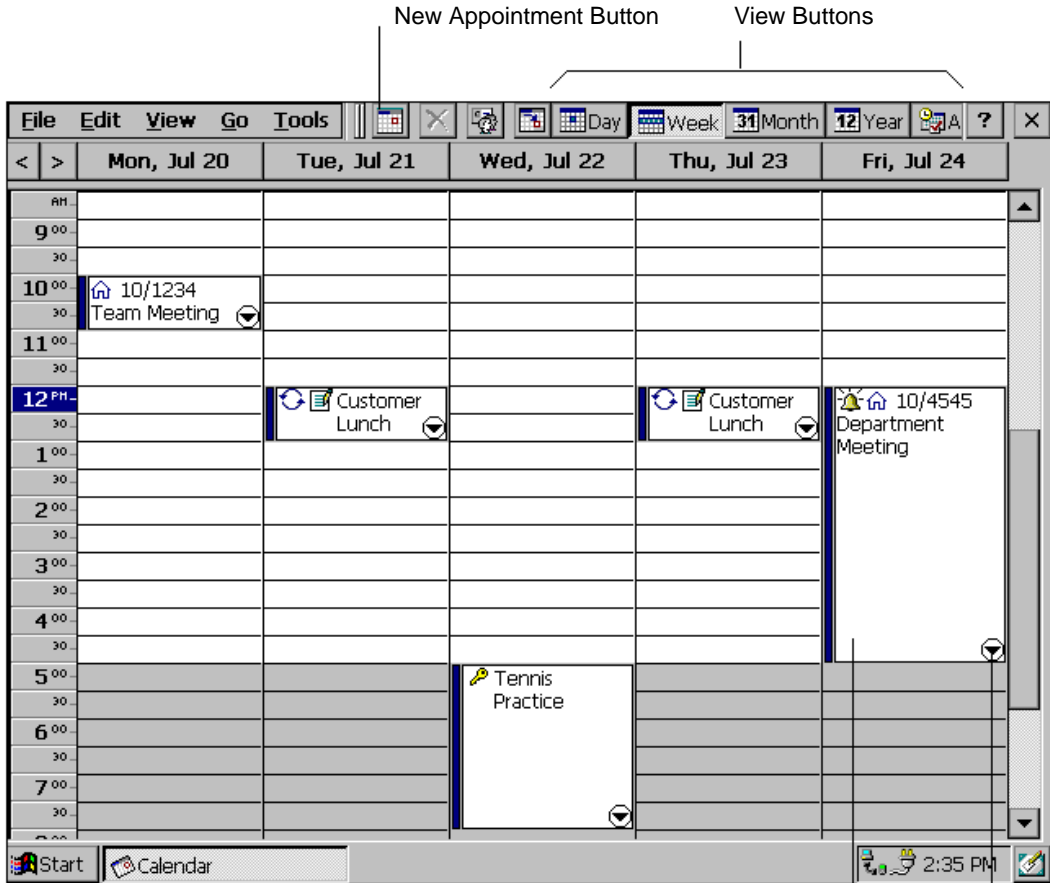 New Appointment Button View Buttons
File Edit View Go Tools Day Week 31 Month 12 Year A ? ×
< > Mon, Jul 20 Tue, Jul 21 Wed, Jul 22 Thu, Jul 23 Fri, Jul 24
AM
9 00
30
10 00 10/1234
30 Team Meeting
11 00
30
12 PM Customer Customer 10/4545
30 Lunch Lunch Department
1 00 Meeting
30
2 00
30
3 00
30
4 00
30
5 00 Tennis
30 Practice
6 00
30
7 00
30
Start Calendar 2:35 PM